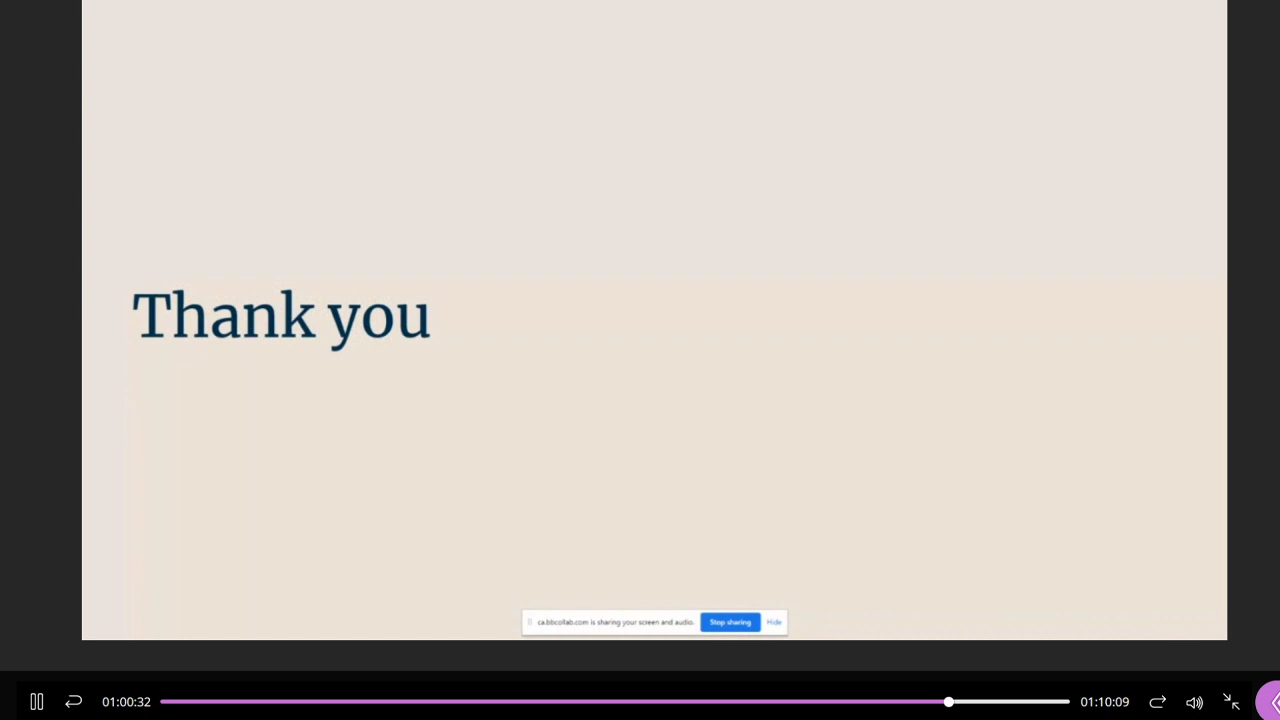 Thank you
ca.bbcollab.com is sharing your screen and audio. Stop sharing Hide
01:00:32 01:10:09